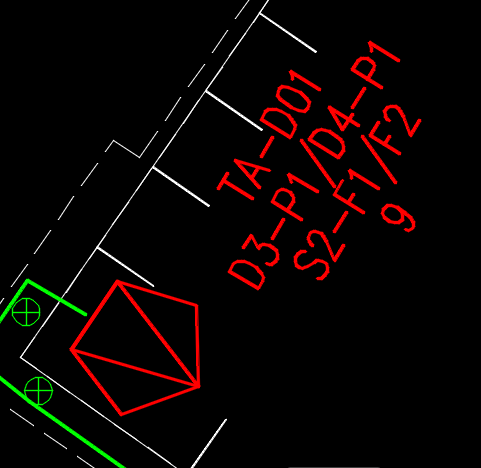 TA-D01
D3-P1/D4-P1
S2-F1/F2
9